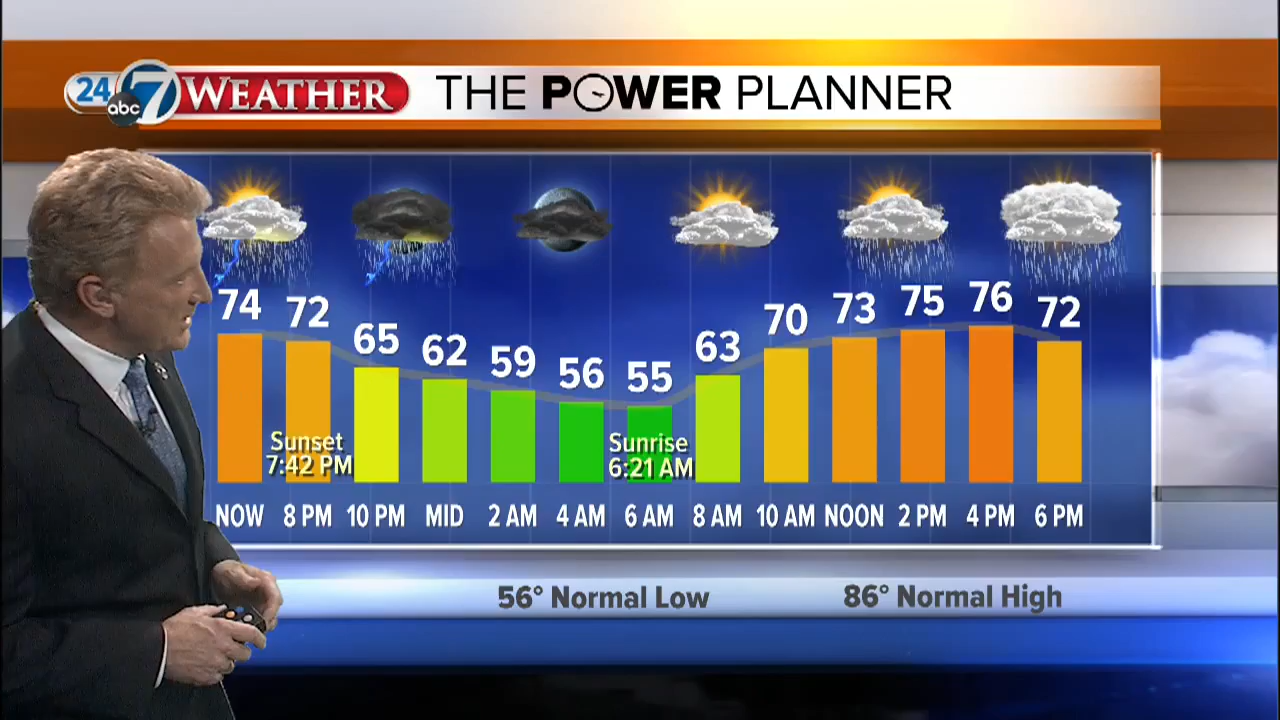 24 abc 7 WEATHER THE POWER PLANNER
74 72 65 62 59 56 55 63 70 73 75 76 72
Sunset
7:42 PM
Sunrise
6:21 AM
NOW 8 PM 10 PM MID 2 AM 4 AM 6 AM 8 AM 10 AM NOON 2 PM 4 PM 6 PM
56° Normal Low 86° Normal High